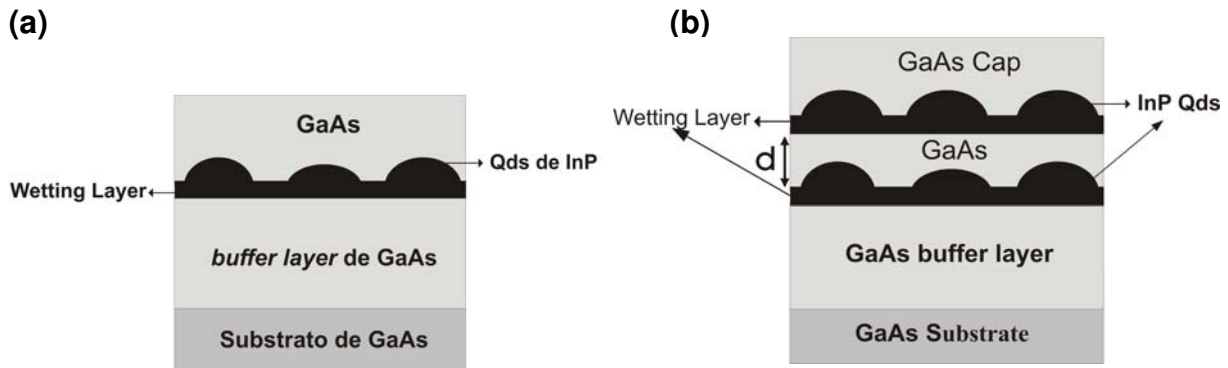 (a)
GaAs
Qds de InP
Wetting Layer
buffer layer de GaAs
Substrato de GaAs
(b)
GaAs Cap
Wetting Layer
InP Qds
d
GaAs
GaAs buffer layer
GaAs Substrate